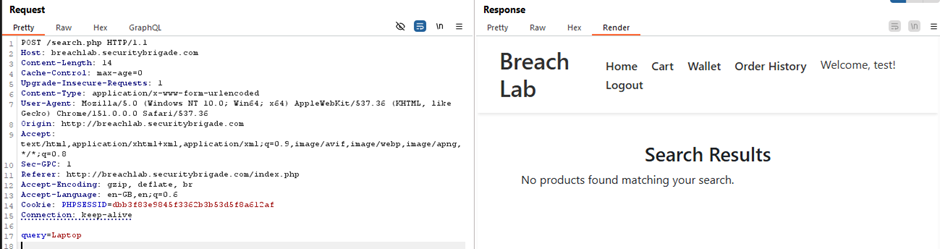 Request
Pretty Raw Hex GraphQL
\n
1 POST /search.php HTTP/1.1
2 Host: breachlab.securitybrigade.com
3 Content-Length: 14
4 Cache-Control: max-age=0
5 Upgrade-Insecure-Requests: 1
6 Content-Type: application/x-www-form-urlencoded
7 User-Agent: Mozilla/5.0 (Windows NT 10.0; Win64; x64) AppleWebKit/537.36 (KHTML, like
Gecko) Chrome/151.0.0.0 Safari/537.36
8 Origin: http://breachlab.securitybrigade.com
9 Accept:
text/html,application/xhtml+xml,application/xml;q=0.9,image/avif,image/webp,image/apng,
*/*;q=0.8
10 Sec-GPC: 1
11 Referer: http://breachlab.securitybrigade.com/index.php
12 Accept-Encoding: gzip, deflate, br
13 Accept-Language: en-GB,en;q=0.6
14 Cookie: PHPSESSID=dbb3f83e9845f3362b3b53d5f8a612af
15 Connection: keep-alive
16
17 query=Laptop
18
Response
Pretty Raw Hex Render
\n
Breach
Lab
Home Cart Wallet Order History Welcome, test!
Logout
Search Results
No products found matching your search.